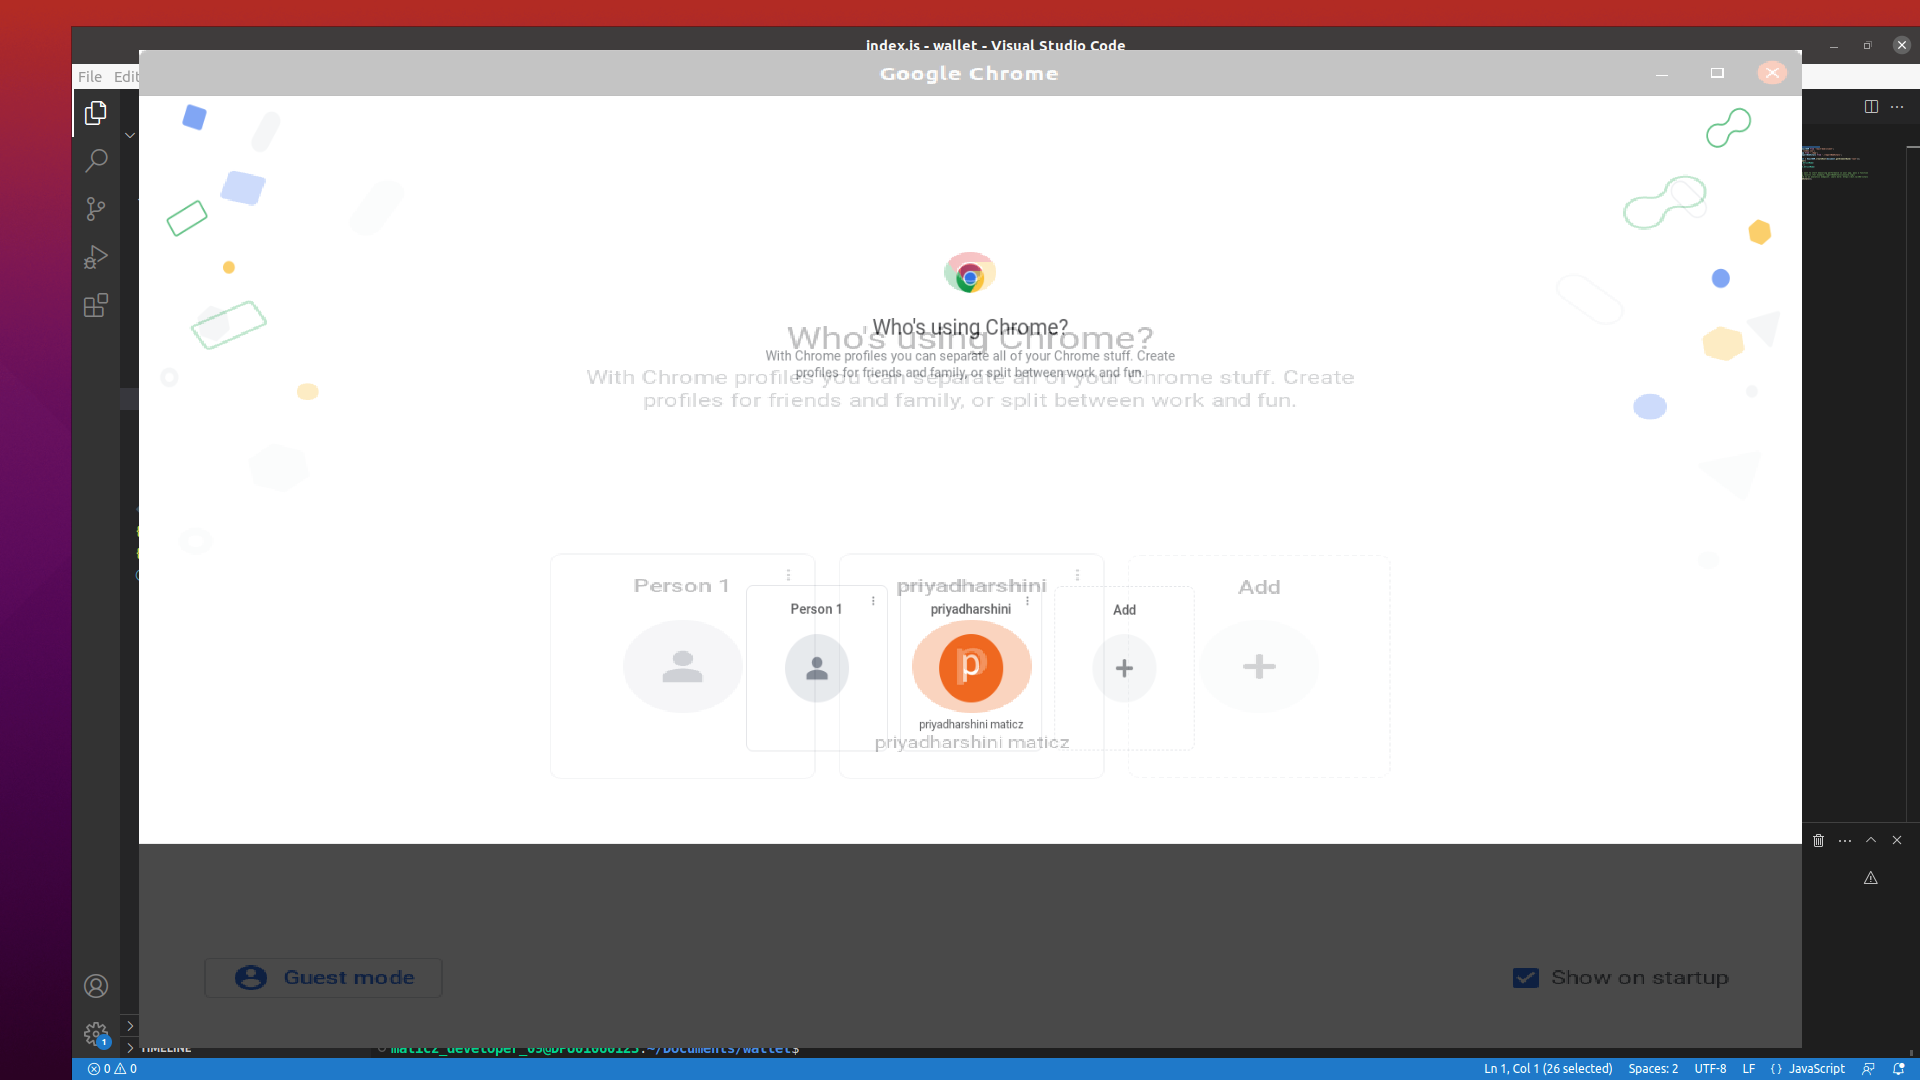 index.js - wallet - Visual Studio Code
File Edit
Google Chrome
Who's using Chrome?
Who's using Chrome?
With Chrome profiles you can separate all of your Chrome stuff. Create
profiles for friends and family, or split between work and fun.
With Chrome profiles you can separate all of your Chrome stuff. Create
profiles for friends and family, or split between work and fun.
Person 1
priyadharshini
Add
Person 1
priyadharshini
Add
p
p
priyadharshini maticz
priyadharshini maticz
Guest mode
Show on startup
1
TIMELINE
maticz_developer_09@DP001000125:~/Documents/wallet$
0 0
Ln 1, Col 1 (26 selected) Spaces: 2 UTF-8 LF {} JavaScript